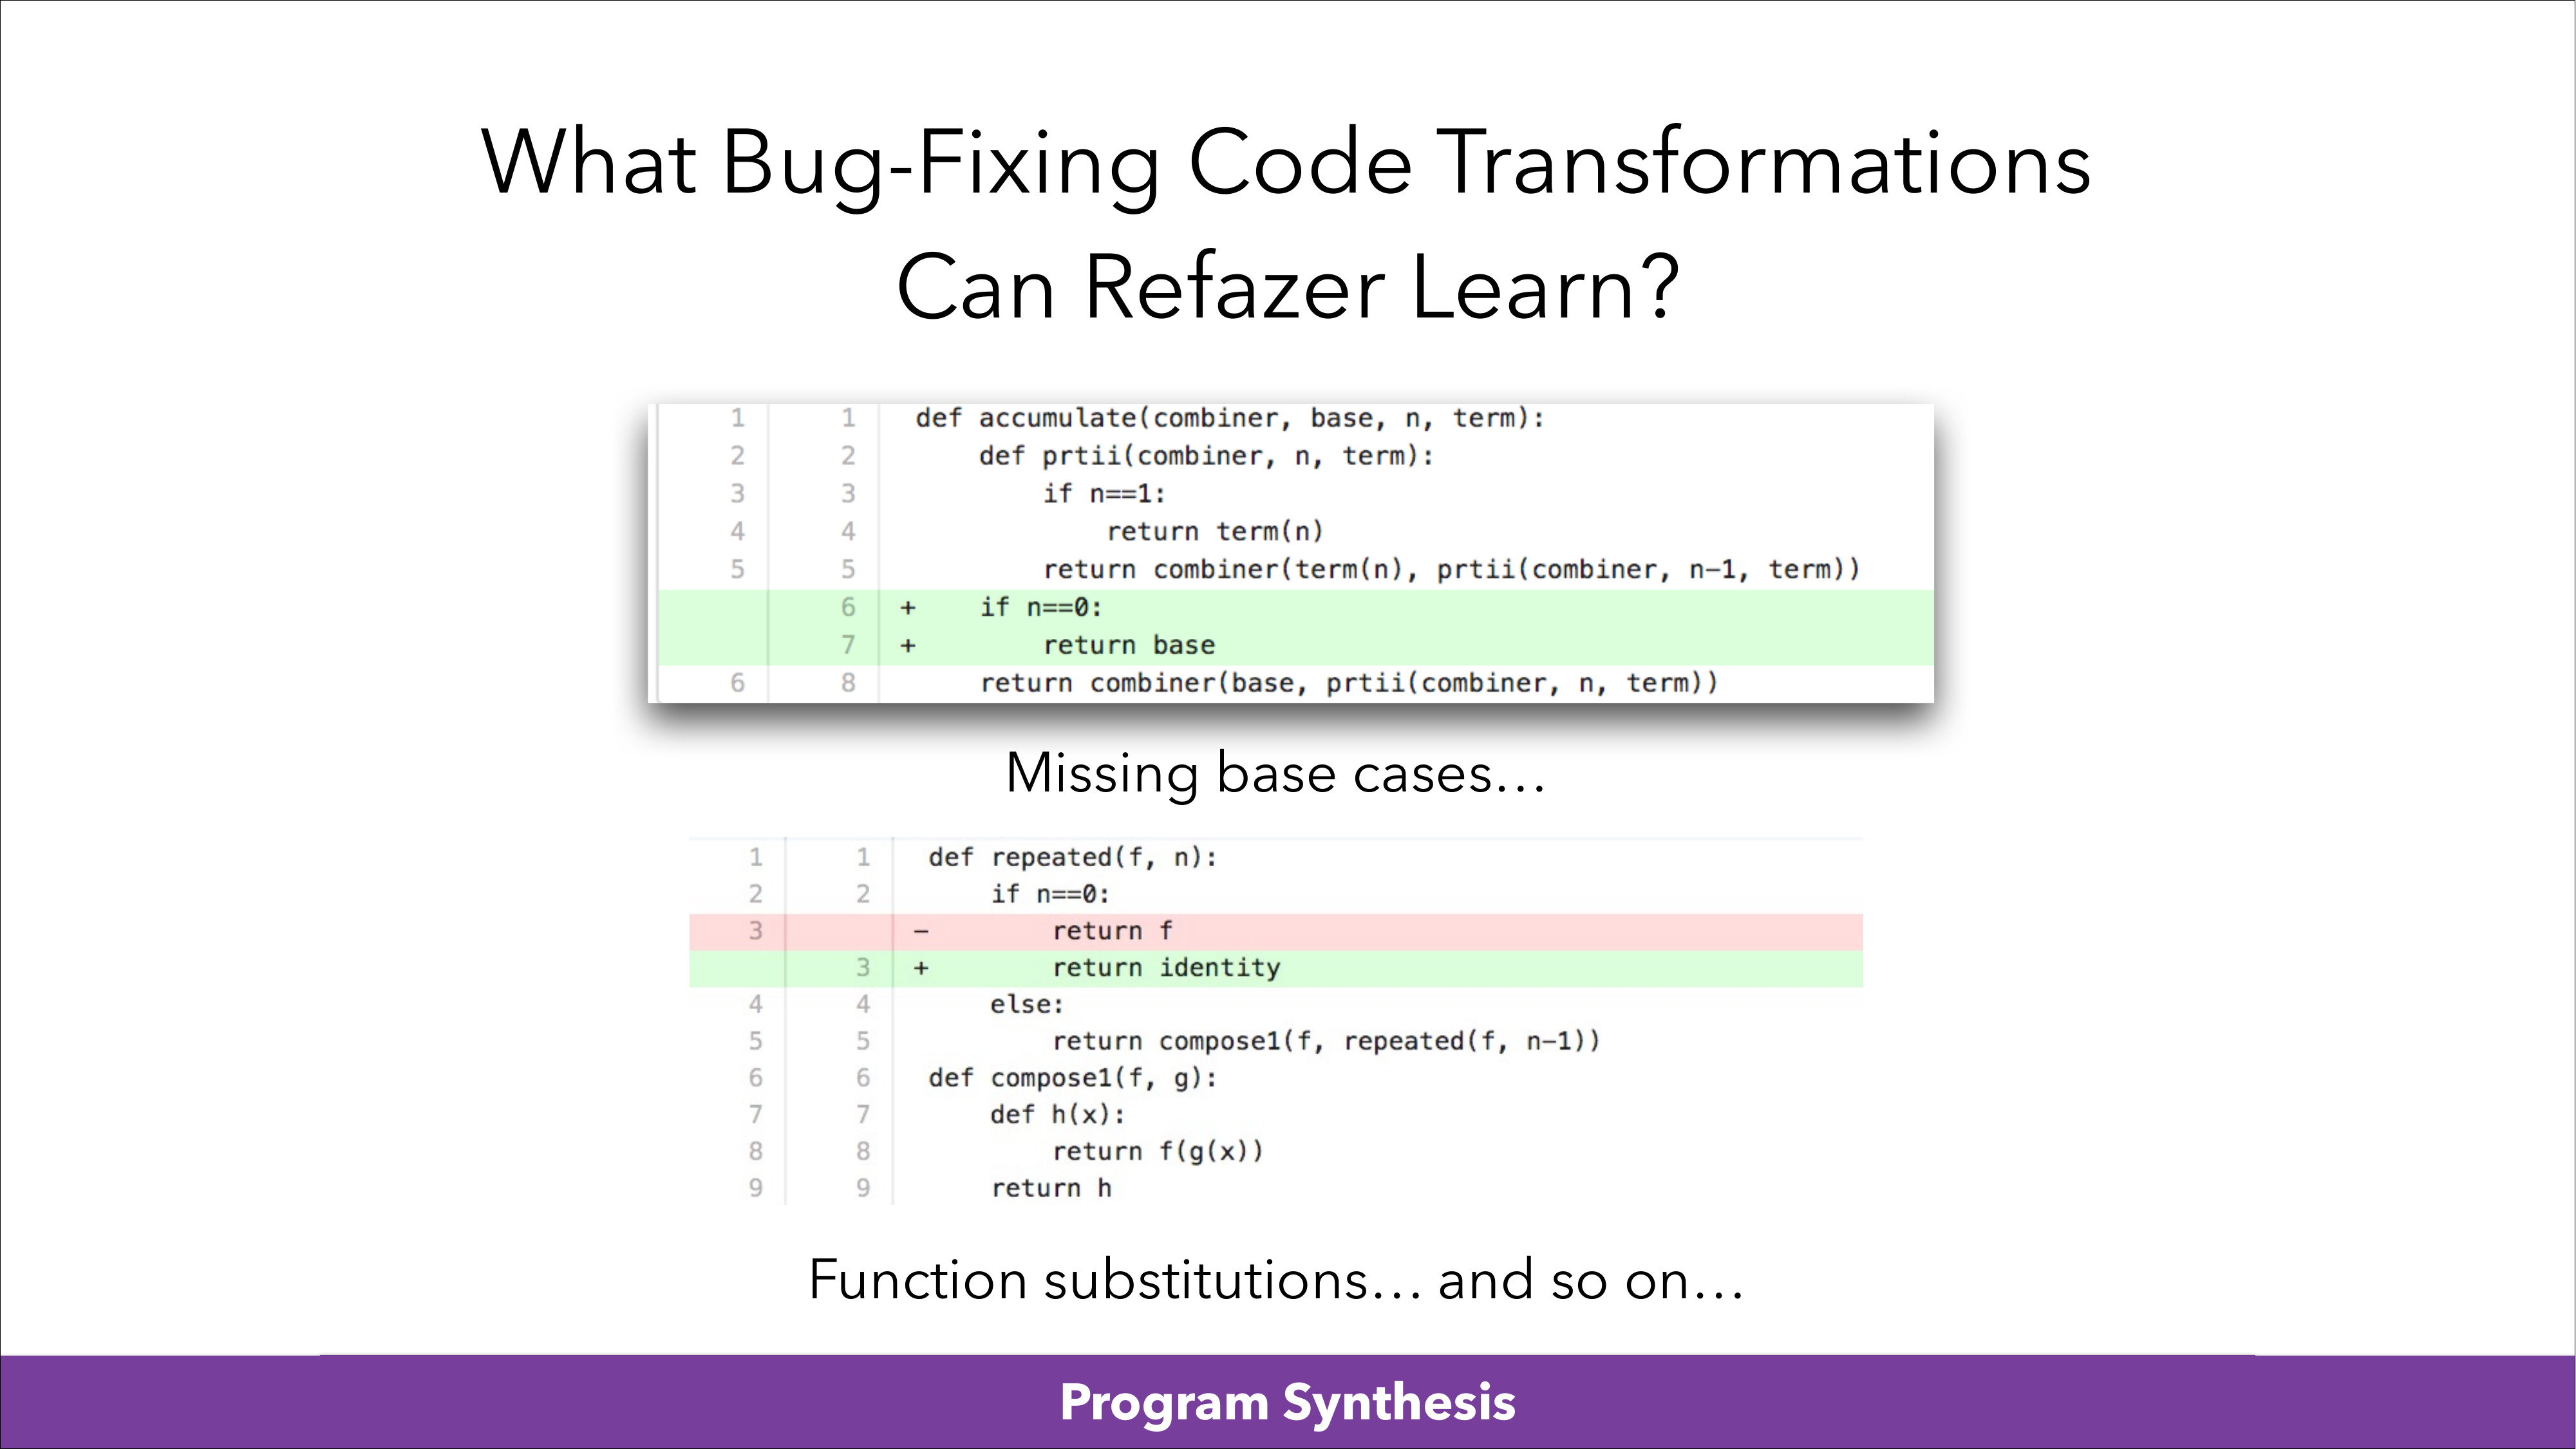 What Bug-Fixing Code Transformations
Can Refazer Learn?
1 1 def accumulate(combiner, base, n, term):
2 2 def prtii(combiner, n, term):
3 3 if n==1:
4 4 return term(n)
5 5 return combiner(term(n), prtii(combiner, n-1, term))
6 + if n==0:
7 + return base
6 8 return combiner(base, prtii(combiner, n, term))
Missing base cases…
1 1 def repeated(f, n):
2 2 if n==0:
3 - return f
3 + return identity
4 4 else:
5 5 return compose1(f, repeated(f, n-1))
6 6 def compose1(f, g):
7 7 def h(x):
8 8 return f(g(x))
9 9 return h
Function substitutions… and so on…
Program Synthesis